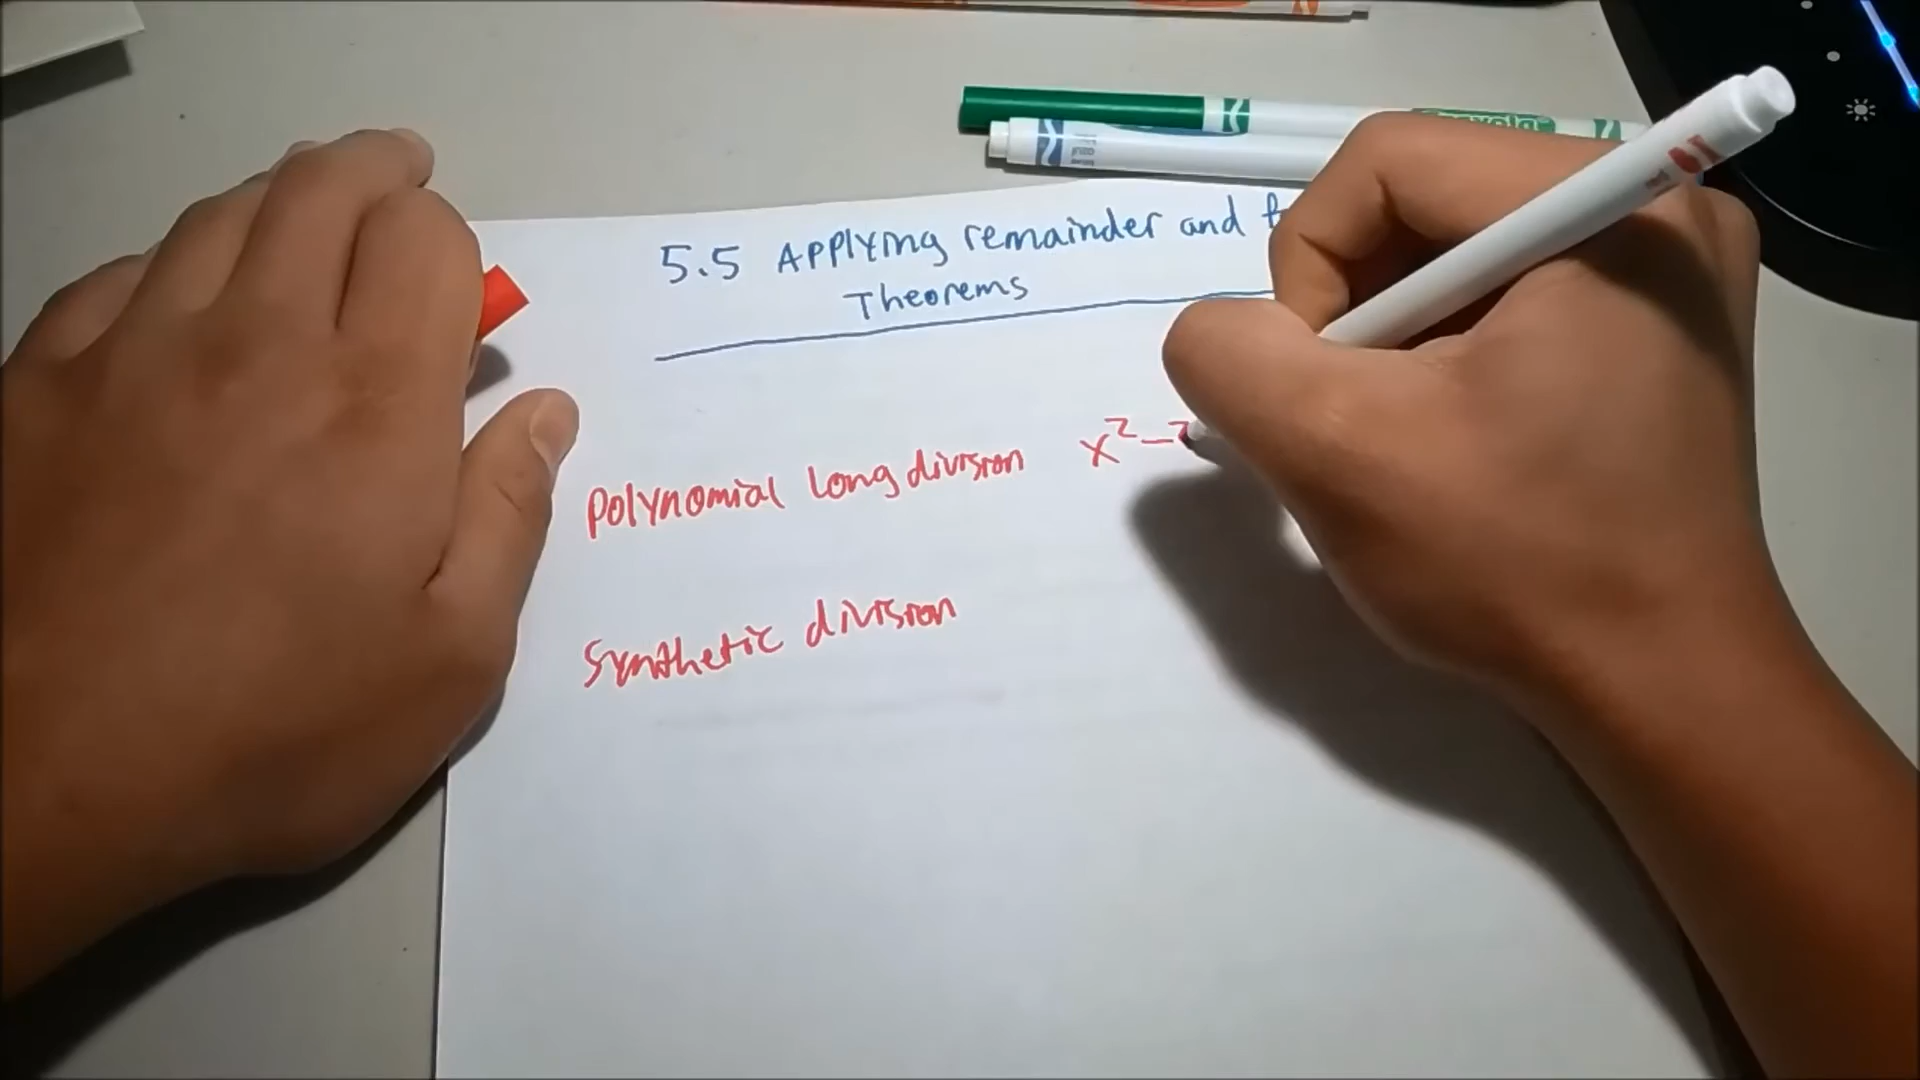 5.5 Applying remainder and
Theorems
Polynomial long division x² -
Synthetic division